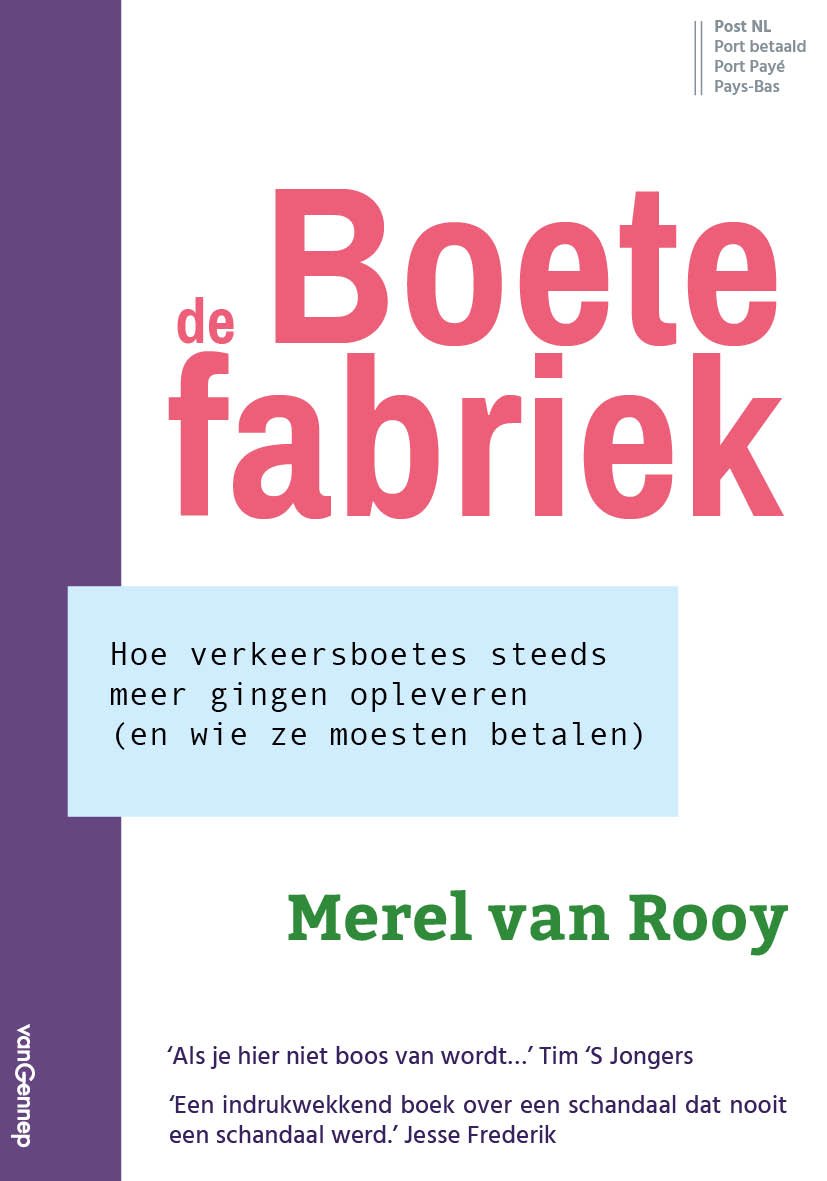 Post NL
Port betaald
Port Payé
Pays-Bas
de Boete
fabriek
Hoe verkeersboetes steeds
meer gingen opleveren
(en wie ze moesten betalen)
Merel van Rooy
‘Als je hier niet boos van wordt...’ Tim ‘S Jongers
‘Een indrukwekkend boek over een schandaal dat nooit
een schandaal werd.’ Jesse Frederik
vanGennep